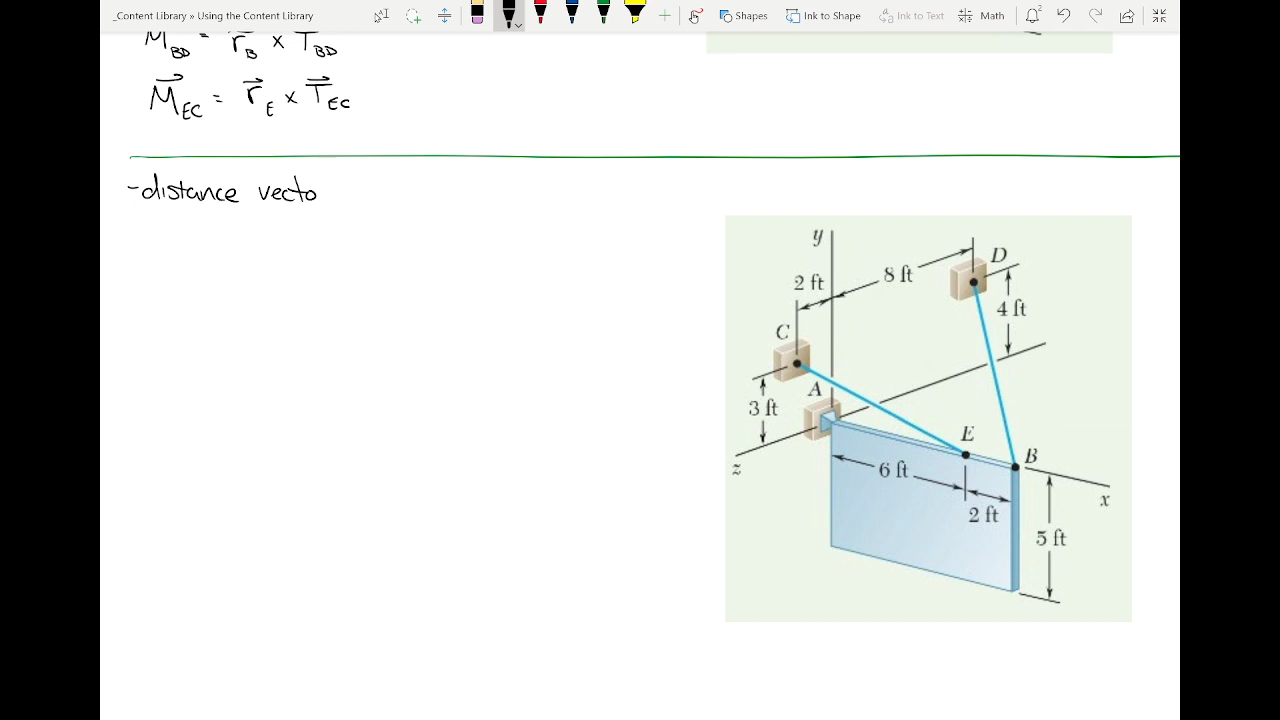 _Content Library » Using the Content Library
Shapes
Ink to Shape
Ink to Text
Math
M_BD = r_B × T_BD
M_EC = r_E × T_EC
-distance vecto
y
D
8 ft
2 ft
4 ft
C
A
3 ft
E
B
z
6 ft
x
2 ft
5 ft